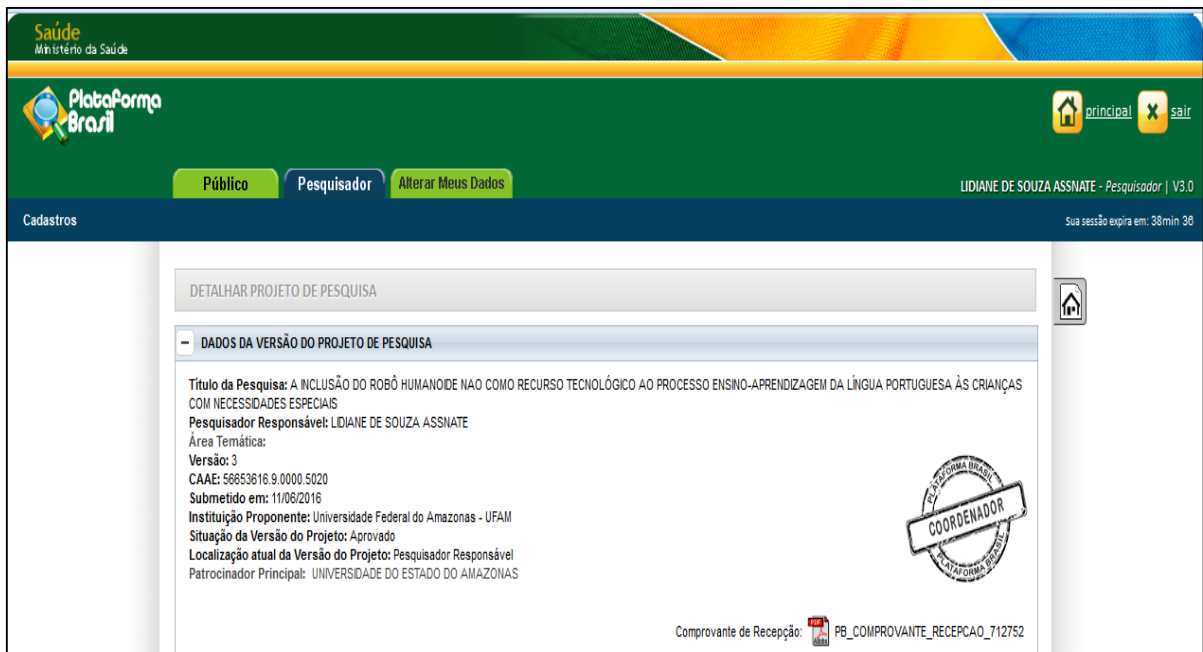 Saúde
Ministério da Saúde
Plataforma
Brasil
principal
sair
Público
Pesquisador
Alterar Meus Dados
LIDIANE DE SOUZA ASSNATE - Pesquisador | V3.0
Cadastros
Sua sessão expira em: 38min 36
DETALHAR PROJETO DE PESQUISA
DADOS DA VERSÃO DO PROJETO DE PESQUISA
Título da Pesquisa: A INCLUSÃO DO ROBÔ HUMANOIDE NAO COMO RECURSO TECNOLÓGICO AO PROCESSO ENSINO-APRENDIZAGEM DA LÍNGUA PORTUGUESA ÀS CRIANÇAS
COM NECESSIDADES ESPECIAIS
Pesquisador Responsável: LIDIANE DE SOUZA ASSNATE
Área Temática:
Versão: 3
CAAE: 56653616.9.0000.5020
Submetido em: 11/06/2016
Instituição Proponente: Universidade Federal do Amazonas - UFAM
Situação da Versão do Projeto: Aprovado
Localização atual da Versão do Projeto: Pesquisador Responsável
Patrocinador Principal: UNIVERSIDADE DO ESTADO DO AMAZONAS
PLATAFORMA BRASIL
COORDENADOR
PLATAFORMA BRASIL
Comprovante de Recepção: PDF Adobe PB_COMPROVANTE_RECEPCAO_712752